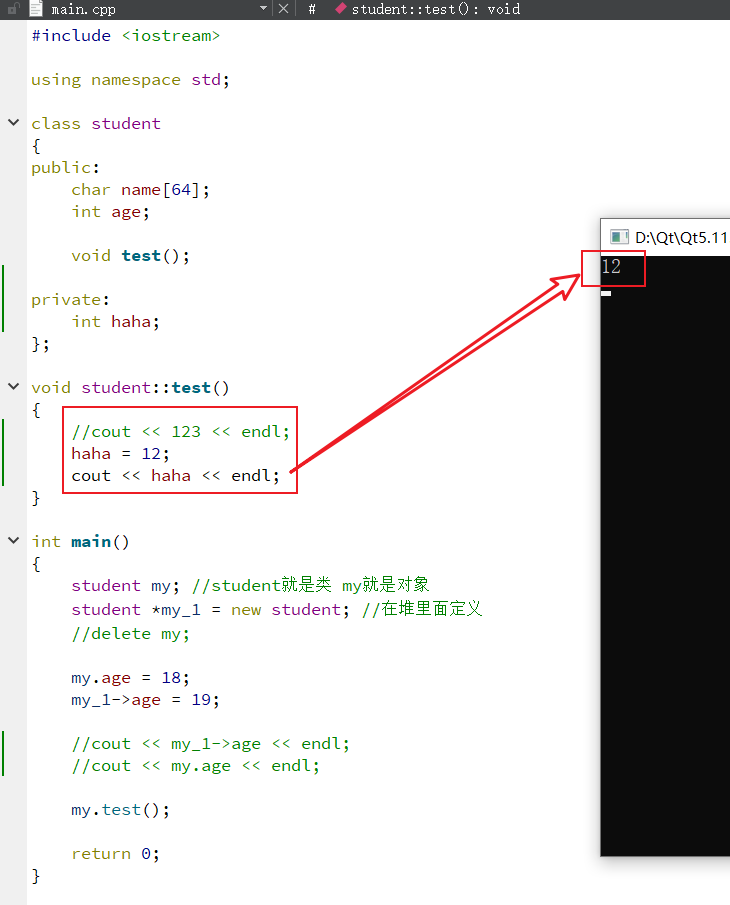 main.cpp # student::test(): void
#include <iostream>
using namespace std;
class student
{
public:
char name[64];
int age;
void test();
private:
int haha;
};
void student::test()
{
//cout << 123 << endl;
haha = 12;
cout << haha << endl;
}
int main()
{
student my; //student就是类 my就是对象
student *my_1 = new student; //在堆里面定义
//delete my;
my.age = 18;
my_1->age = 19;
//cout << my_1->age << endl;
//cout << my.age << endl;
my.test();
return 0;
}
D:\Qt\Qt5.11
12